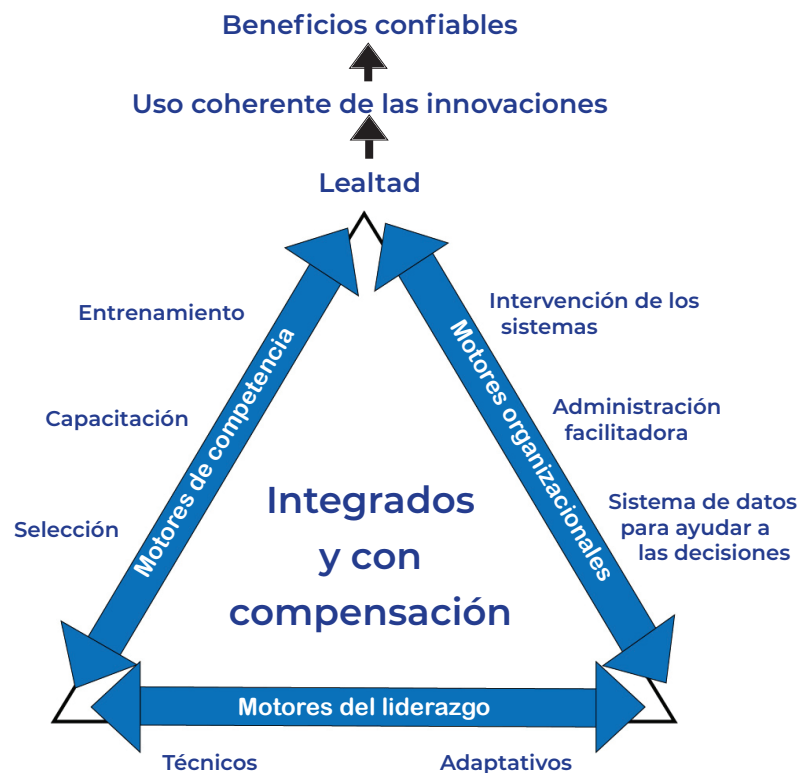 Beneficios confiables
Uso coherente de las innovaciones
Lealtad
Entrenamiento
Capacitación
Selección
Motores de competencia
Intervención de los
sistemas
Administración
facilitadora
Sistema de datos
para ayudar a
las decisiones
Motores organizacionales
Integrados
y con
compensación
Motores del liderazgo
Técnicos
Adaptativos